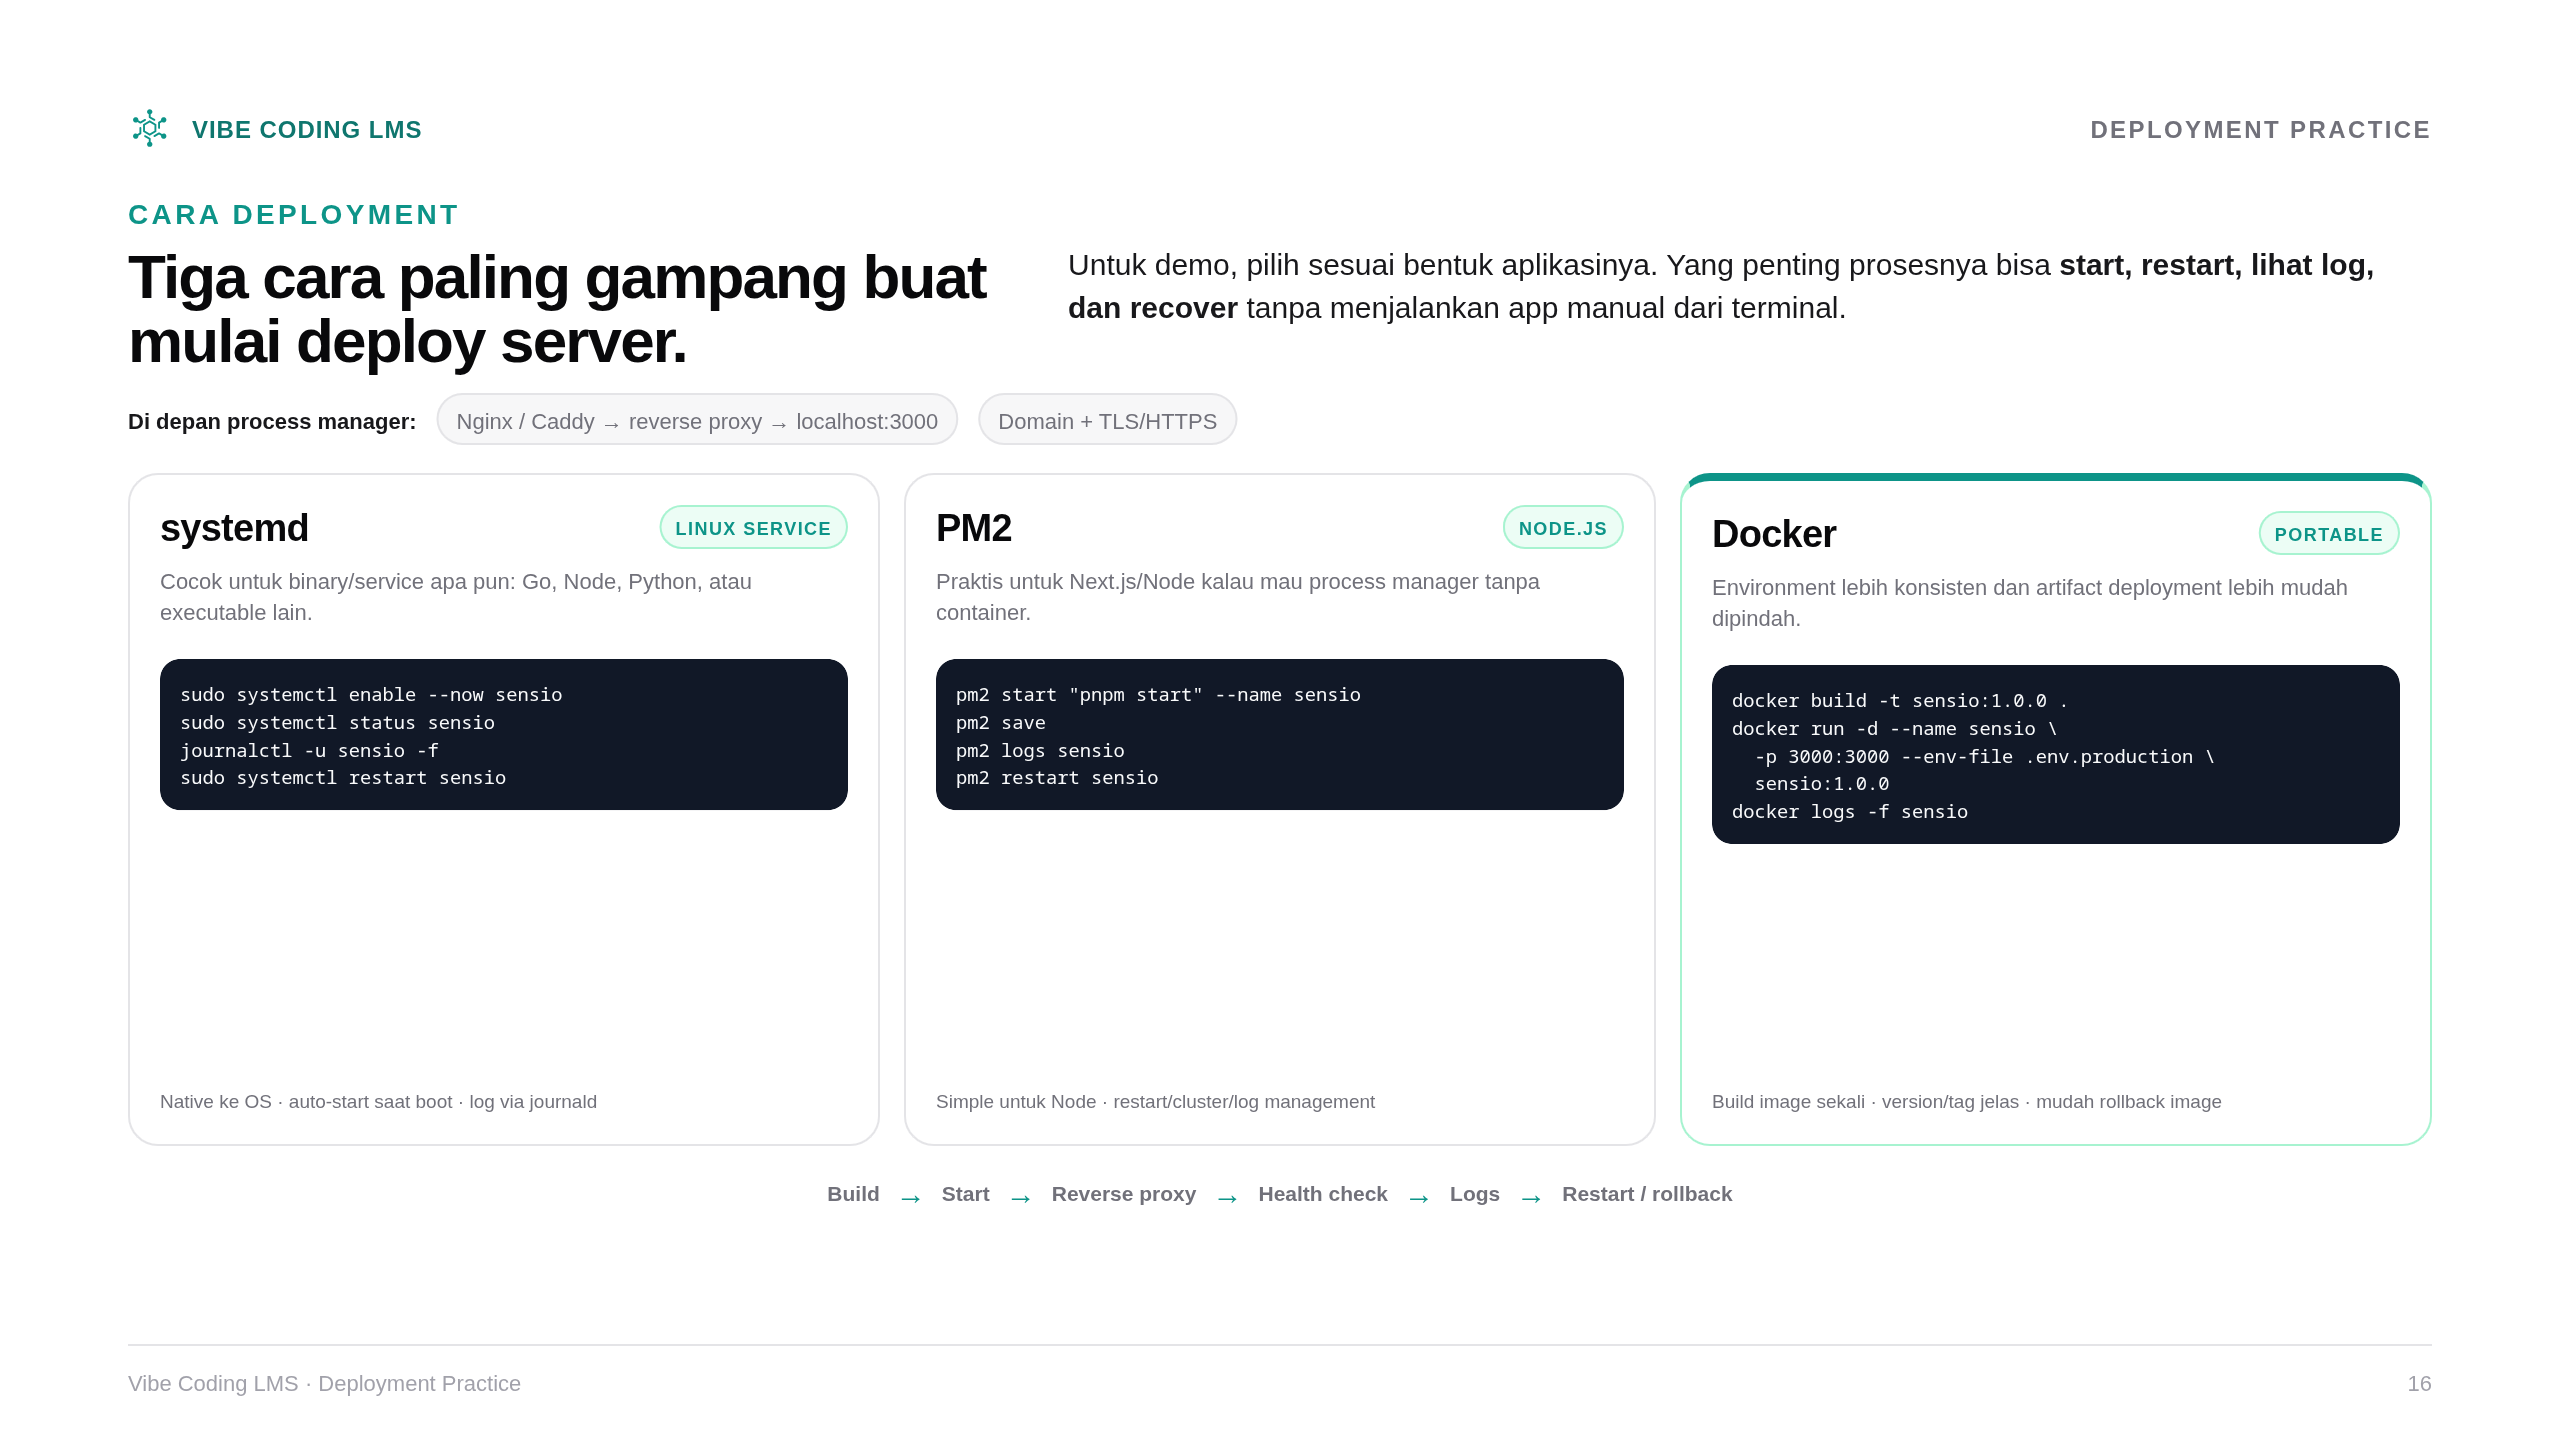 VIBE CODING LMS
DEPLOYMENT PRACTICE
CARA DEPLOYMENT
Tiga cara paling gampang buat
mulai deploy server.
Untuk demo, pilih sesuai bentuk aplikasinya. Yang penting prosesnya bisa start, restart, lihat log,
dan recover tanpa menjalankan app manual dari terminal.
Di depan process manager:
Nginx / Caddy → reverse proxy → localhost:3000
Domain + TLS/HTTPS
systemd
LINUX SERVICE
Cocok untuk binary/service apa pun: Go, Node, Python, atau
executable lain.
sudo systemctl enable --now sensio
sudo systemctl status sensio
journalctl -u sensio -f
sudo systemctl restart sensio
Native ke OS · auto-start saat boot · log via journald
PM2
NODE.JS
Praktis untuk Next.js/Node kalau mau process manager tanpa
container.
pm2 start "pnpm start" --name sensio
pm2 save
pm2 logs sensio
pm2 restart sensio
Simple untuk Node · restart/cluster/log management
Docker
PORTABLE
Environment lebih konsisten dan artifact deployment lebih mudah
dipindah.
docker build -t sensio:1.0.0 .
docker run -d --name sensio \
  -p 3000:3000 --env-file .env.production \
  sensio:1.0.0
docker logs -f sensio
Build image sekali · version/tag jelas · mudah rollback image
Build → Start → Reverse proxy → Health check → Logs → Restart / rollback
Vibe Coding LMS · Deployment Practice
16